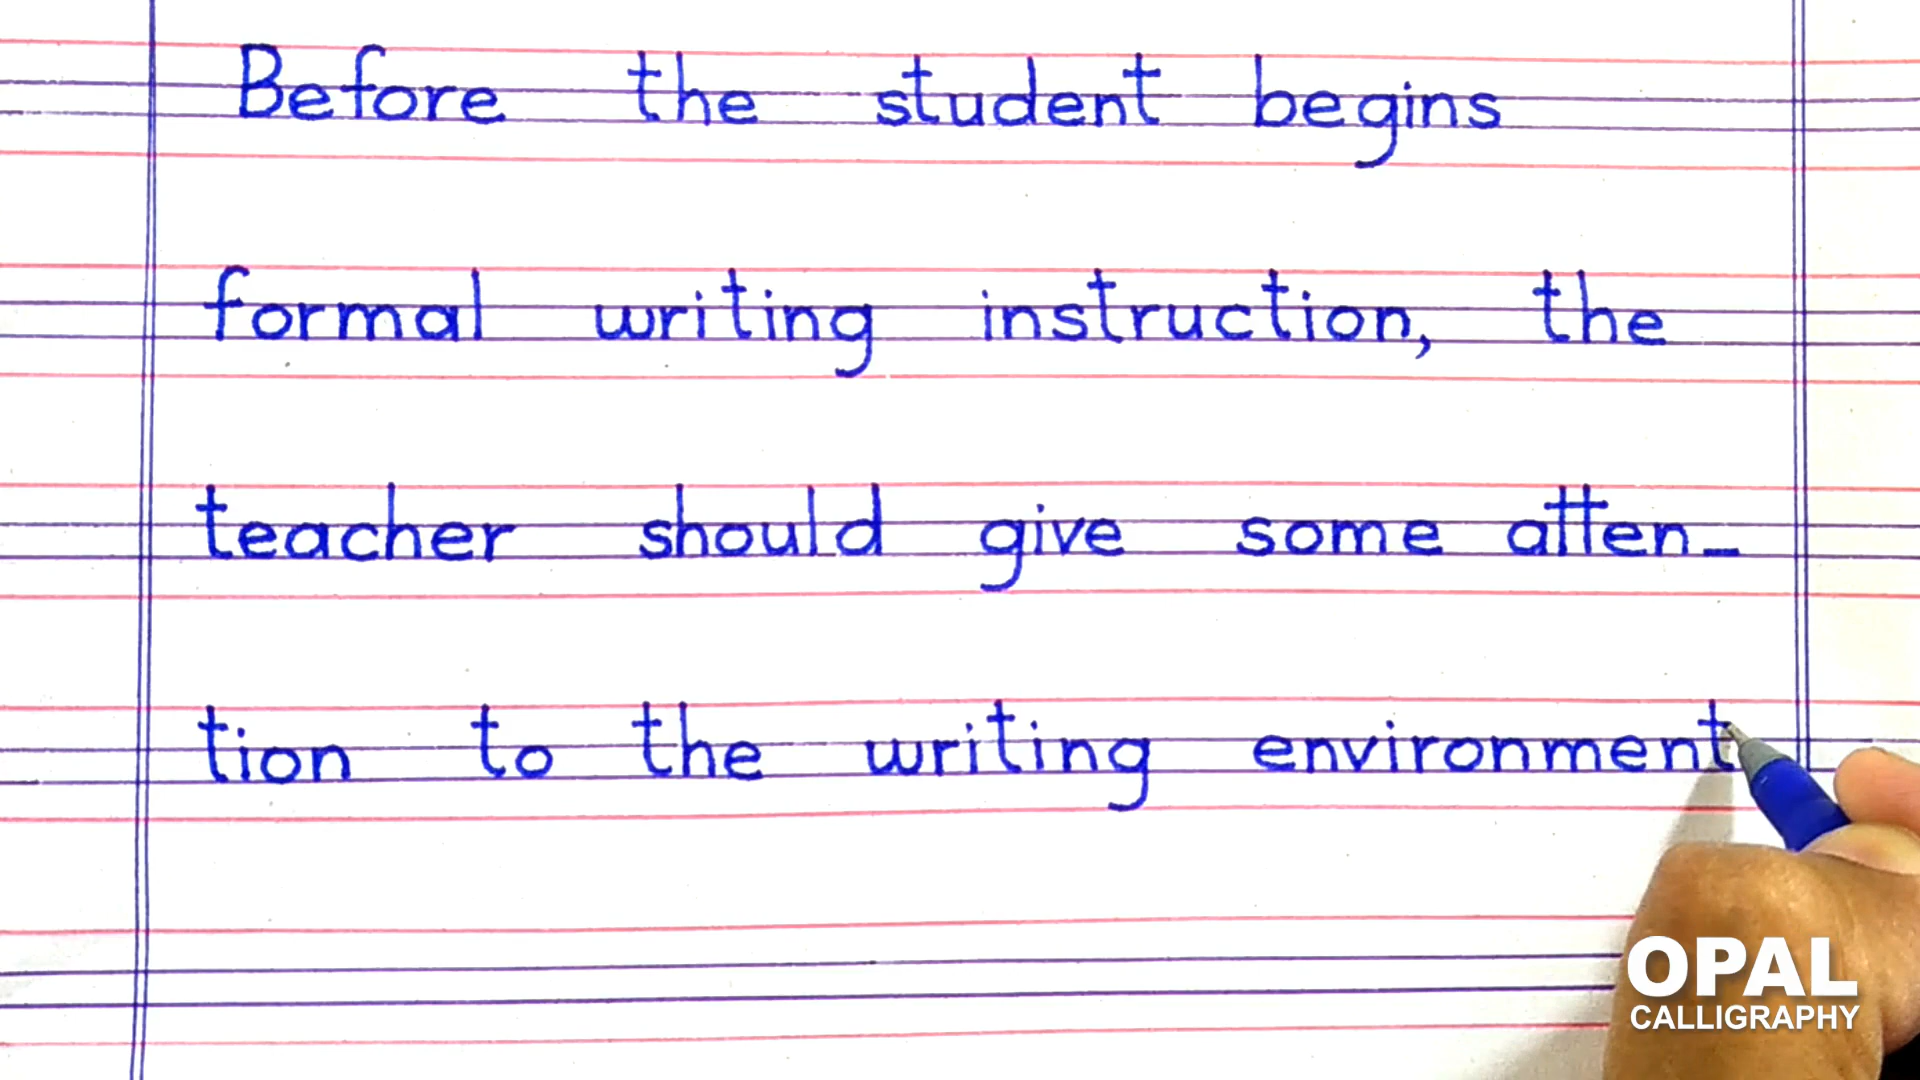 Before the student begins
formal writing instruction, the
teacher should give some atten-
tion to the writing environment
OPAL
CALLIGRAPHY